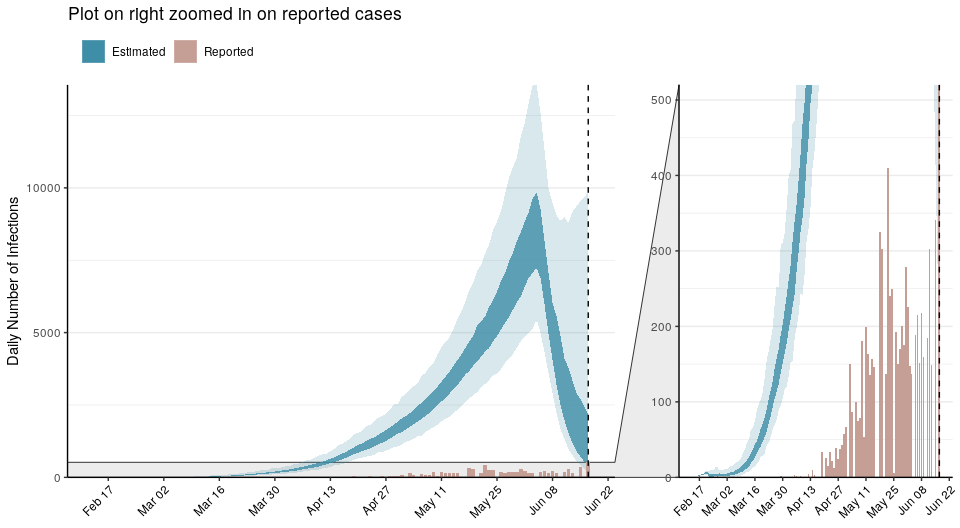 Plot on right zoomed in on reported cases
Estimated Reported
Daily Number of Infections
10000
5000
0
Feb 17 Mar 02 Mar 16 Mar 30 Apr 13 Apr 27 May 11 May 25 Jun 08 Jun 22
500
400
300
200
100
0
Feb 17 Mar 02 Mar 16 Mar 30 Apr 13 Apr 27 May 11 May 25 Jun 08 Jun 22